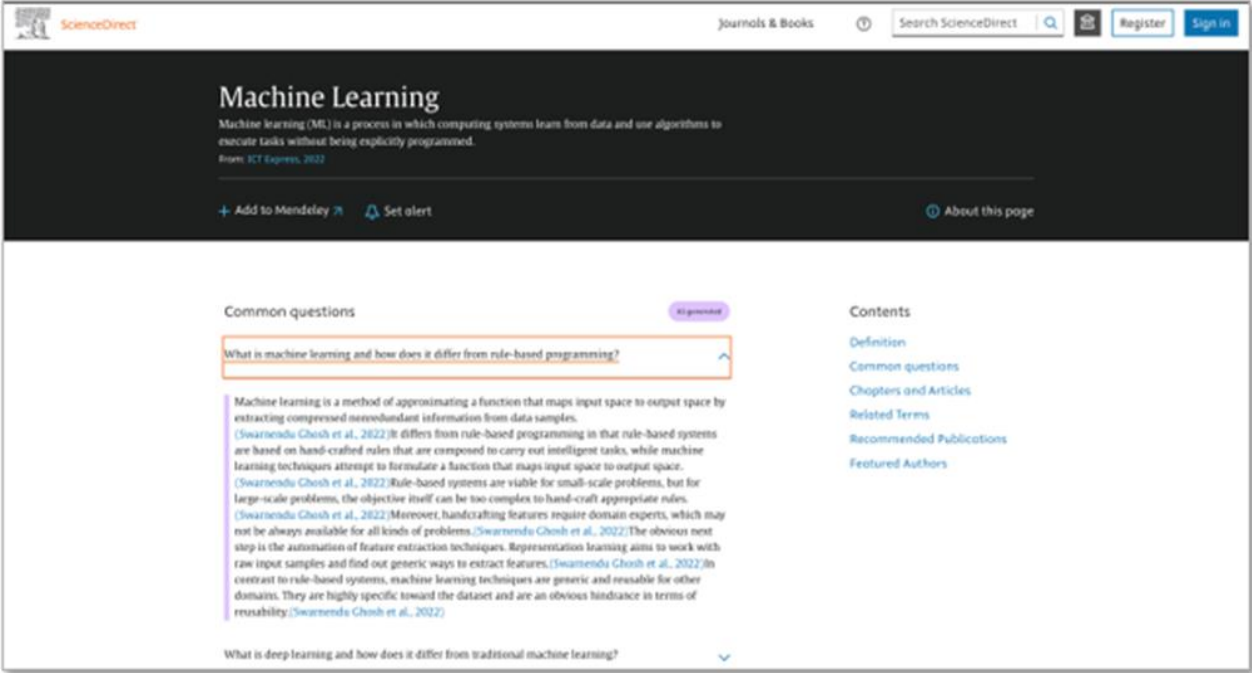 ScienceDirect
Journals & Books
Search ScienceDirect
Register
Sign in
Machine Learning
Machine learning (ML) is a process in which computing systems learn from data and use algorithms to
execute tasks without being explicitly programmed.
From: ICT Express, 2022
Add to Mendeley
Set alert
About this page
Common questions
AI generated
What is machine learning and how does it differ from rule-based programming?
Machine learning is a method of approximating a function that maps input space to output space by
extracting compressed nonredundant information from data samples.
(Swarnendu Ghosh et al., 2022)It differs from rule-based programming in that rule-based systems
are based on hand-crafted rules that are composed to carry out intelligent tasks, while machine
learning techniques attempt to formulate a function that maps input space to output space.
(Swarnendu Ghosh et al., 2022)Rule-based systems are viable for small-scale problems, but for
large-scale problems, the objective itself can be too complex to hand-craft appropriate rules.
(Swarnendu Ghosh et al., 2022)Moreover, handcrafting features require domain experts, which may
not be always available for all kinds of problems.(Swarnendu Ghosh et al., 2022)The obvious next
step is the automation of feature extraction techniques. Representation learning aims to work with
raw input samples and find out generic ways to extract features.(Swarnendu Ghosh et al., 2022)In
contrast to rule-based systems, machine learning techniques are generic and reusable for other
domains. They are highly specific toward the dataset and are an obvious hindrance in terms of
reusability.(Swarnendu Ghosh et al., 2022)
What is deep learning and how does it differ from traditional machine learning?
Contents
Definition
Common questions
Chapters and Articles
Related Terms
Recommended Publications
Featured Authors